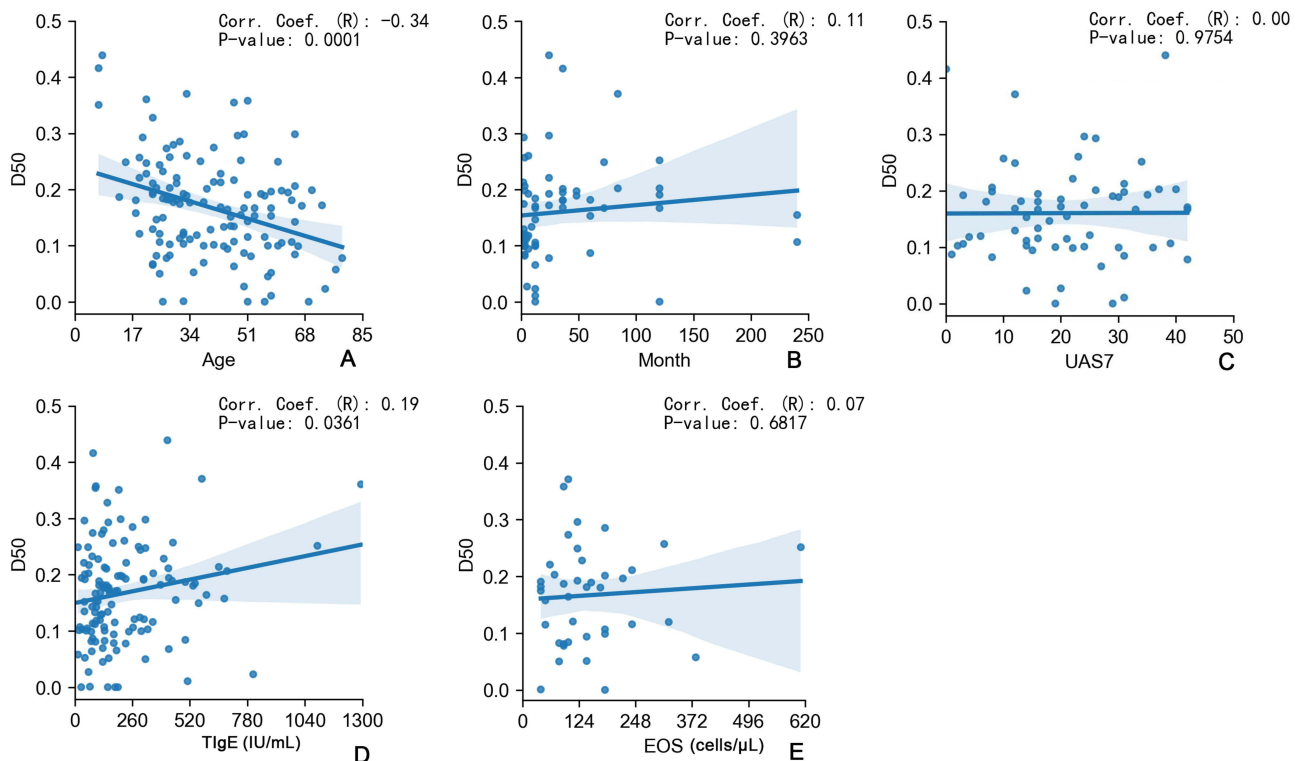 Corr. Coef. (R): -0.34
P-value: 0.0001
0.5
0.4
0.3
0.2
0.1
0.0
D50
0 17 34 51 68 85
Age
A
Corr. Coef. (R): 0.11
P-value: 0.3963
0.5
0.4
0.3
0.2
0.1
0.0
D50
0 50 100 150 200 250
Month
B
Corr. Coef. (R): 0.00
P-value: 0.9754
0.5
0.4
0.3
0.2
0.1
0.0
D50
0 10 20 30 40 50
UAS7
C
Corr. Coef. (R): 0.19
P-value: 0.0361
0.5
0.4
0.3
0.2
0.1
0.0
D50
0 260 520 780 1040 1300
TIgE (IU/mL)
D
Corr. Coef. (R): 0.07
P-value: 0.6817
0.5
0.4
0.3
0.2
0.1
0.0
D50
0 124 248 372 496 620
EOS (cells/μL)
E